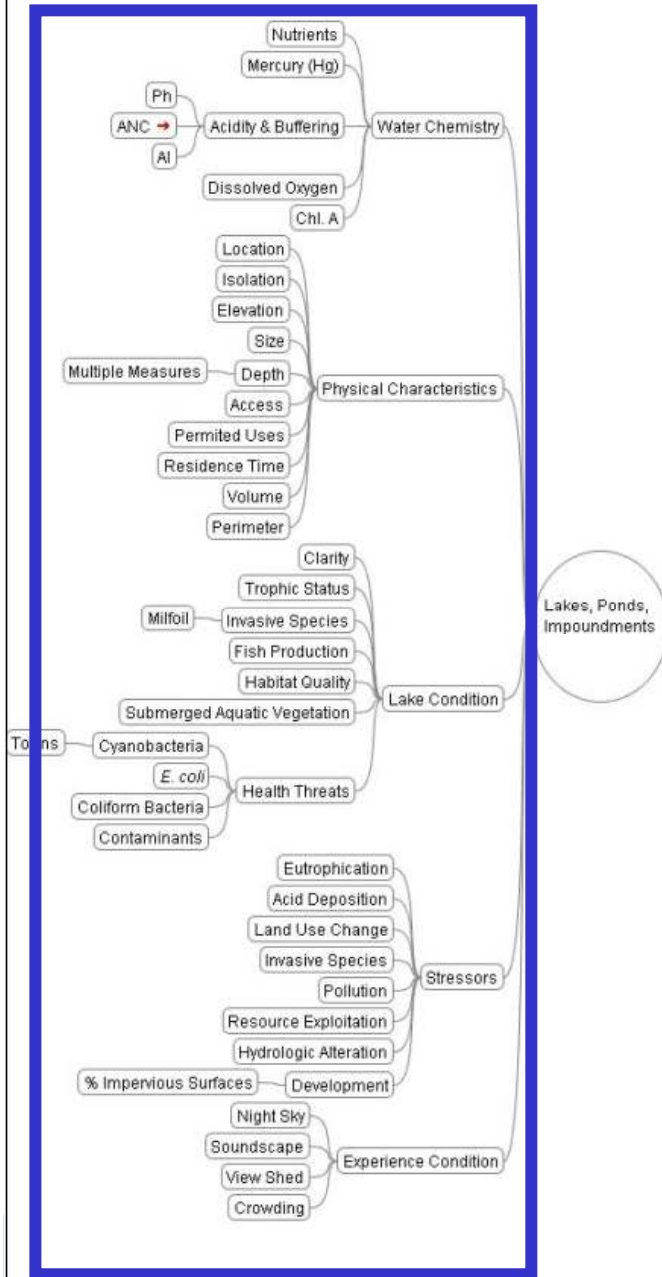 Nutrients
Mercury (Hg)
Ph
ANC
Acidity & Buffering
Water Chemistry
Al
Dissolved Oxygen
Chl. A
Location
Isolation
Elevation
Size
Multiple Measures
Depth
Physical Characteristics
Access
Permited Uses
Residence Time
Volume
Perimeter
Clarity
Trophic Status
Milfoil
Invasive Species
Fish Production
Habitat Quality
Submerged Aquatic Vegetation
Lake Condition
Cyanobacteria
E. coli
Health Threats
Coliform Bacteria
Contaminants
Lakes, Ponds,
Impoundments
Eutrophication
Acid Deposition
Land Use Change
Invasive Species
Pollution
Stressors
Resource Exploitation
Hydrologic Alteration
% Impervious Surfaces
Development
Night Sky
Soundscape
Experience Condition
View Shed
Crowding